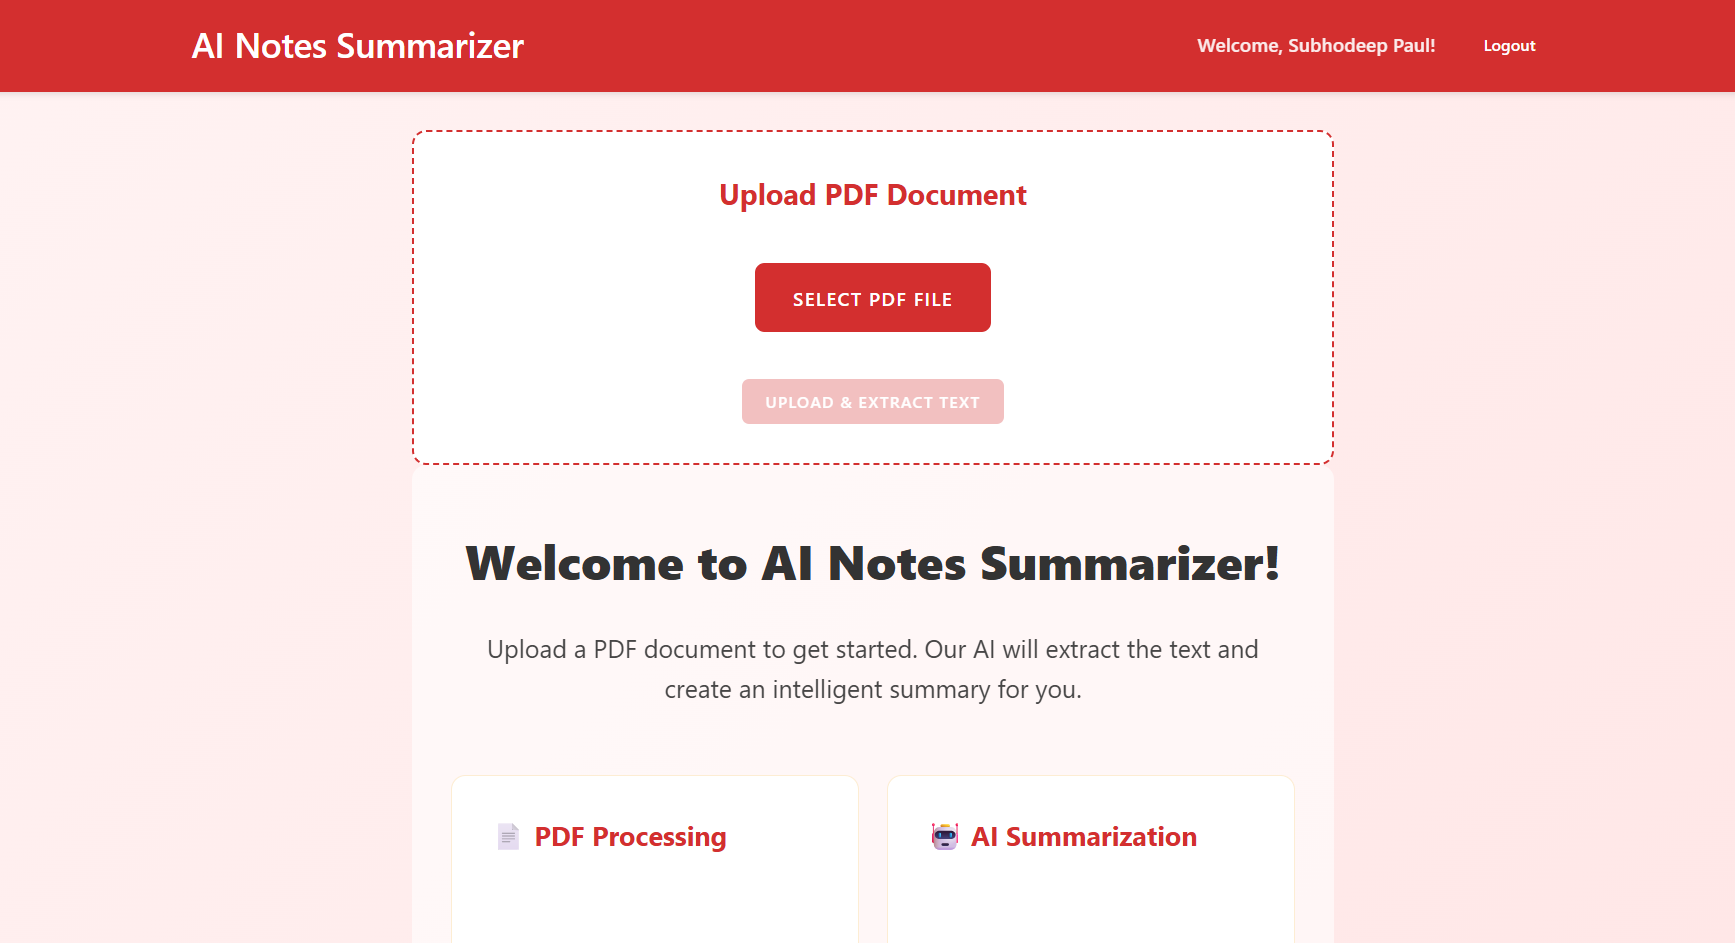 AI Notes Summarizer
Welcome, Subhodeep Paul!
Logout
Upload PDF Document
SELECT PDF FILE
UPLOAD & EXTRACT TEXT
Welcome to AI Notes Summarizer!
Upload a PDF document to get started. Our AI will extract the text and
create an intelligent summary for you.
PDF Processing
AI Summarization